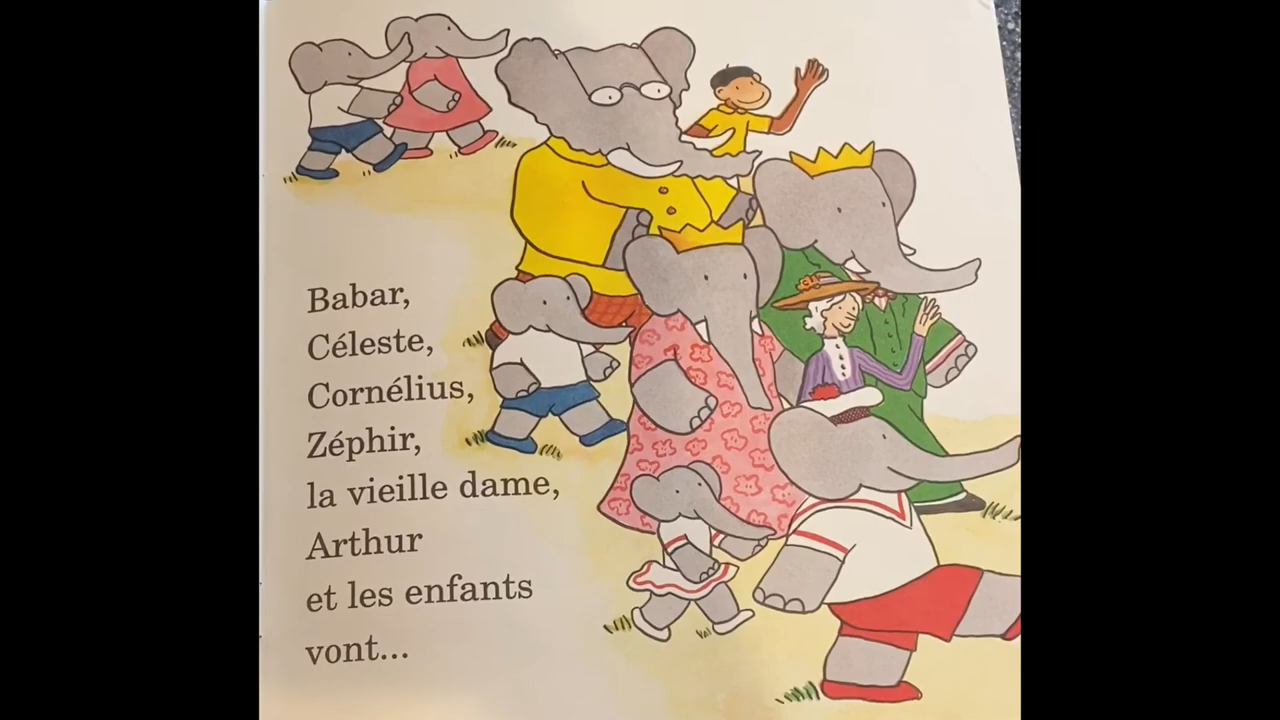 Babar,
Céleste,
Cornélius,
Zéphir,
la vieille dame,
Arthur
et les enfants
vont...